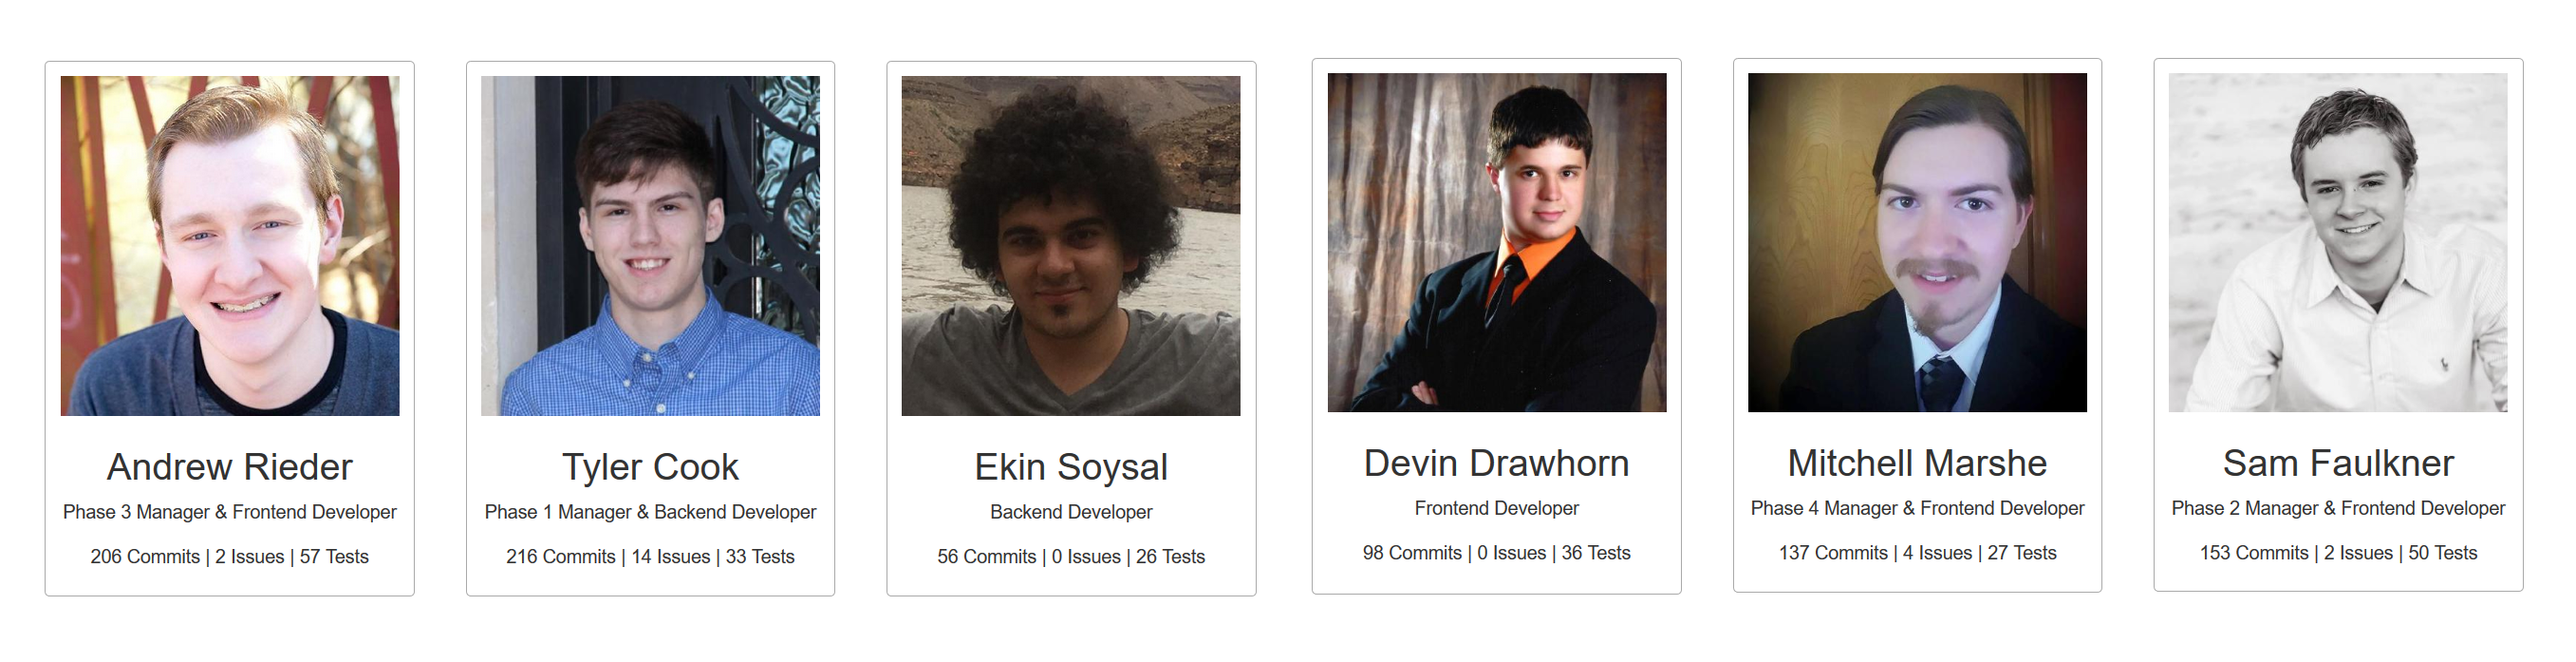 Andrew Rieder
Phase 3 Manager & Frontend Developer
206 Commits | 2 Issues | 57 Tests
Tyler Cook
Phase 1 Manager & Backend Developer
216 Commits | 14 Issues | 33 Tests
Ekin Soysal
Backend Developer
56 Commits | 0 Issues | 26 Tests
Devin Drawhorn
Frontend Developer
98 Commits | 0 Issues | 36 Tests
Mitchell Marshe
Phase 4 Manager & Frontend Developer
137 Commits | 4 Issues | 27 Tests
Sam Faulkner
Phase 2 Manager & Frontend Developer
153 Commits | 2 Issues | 50 Tests